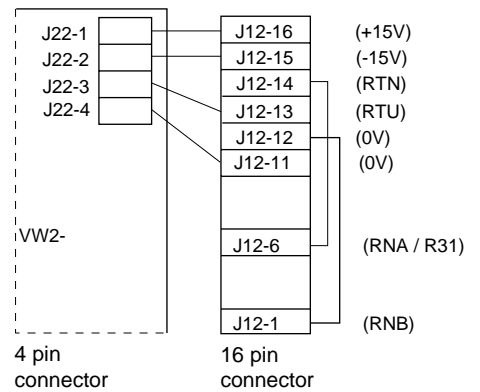 J22-1 J12-16 (+15V)
J22-2 J12-15 (-15V)
J22-3 J12-14 (RTN)
J22-4 J12-13 (RTU)
J12-12 (0V)
J12-11 (0V)
VW2- J12-6 (RNA / R31)
J12-1 (RNB)
4 pin connector
16 pin connector